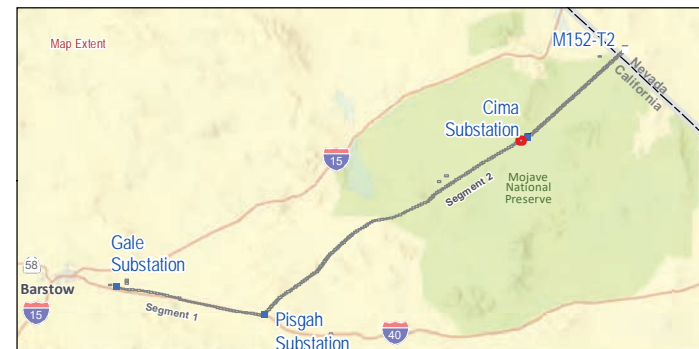 Map Extent
M152-T2
Nevada
California
Cima
Substation
15
Mojave
National
Preserve
Segment 2
Gale
Substation
58
Barstow
15
Segment 1
Pisgah
Substation
40